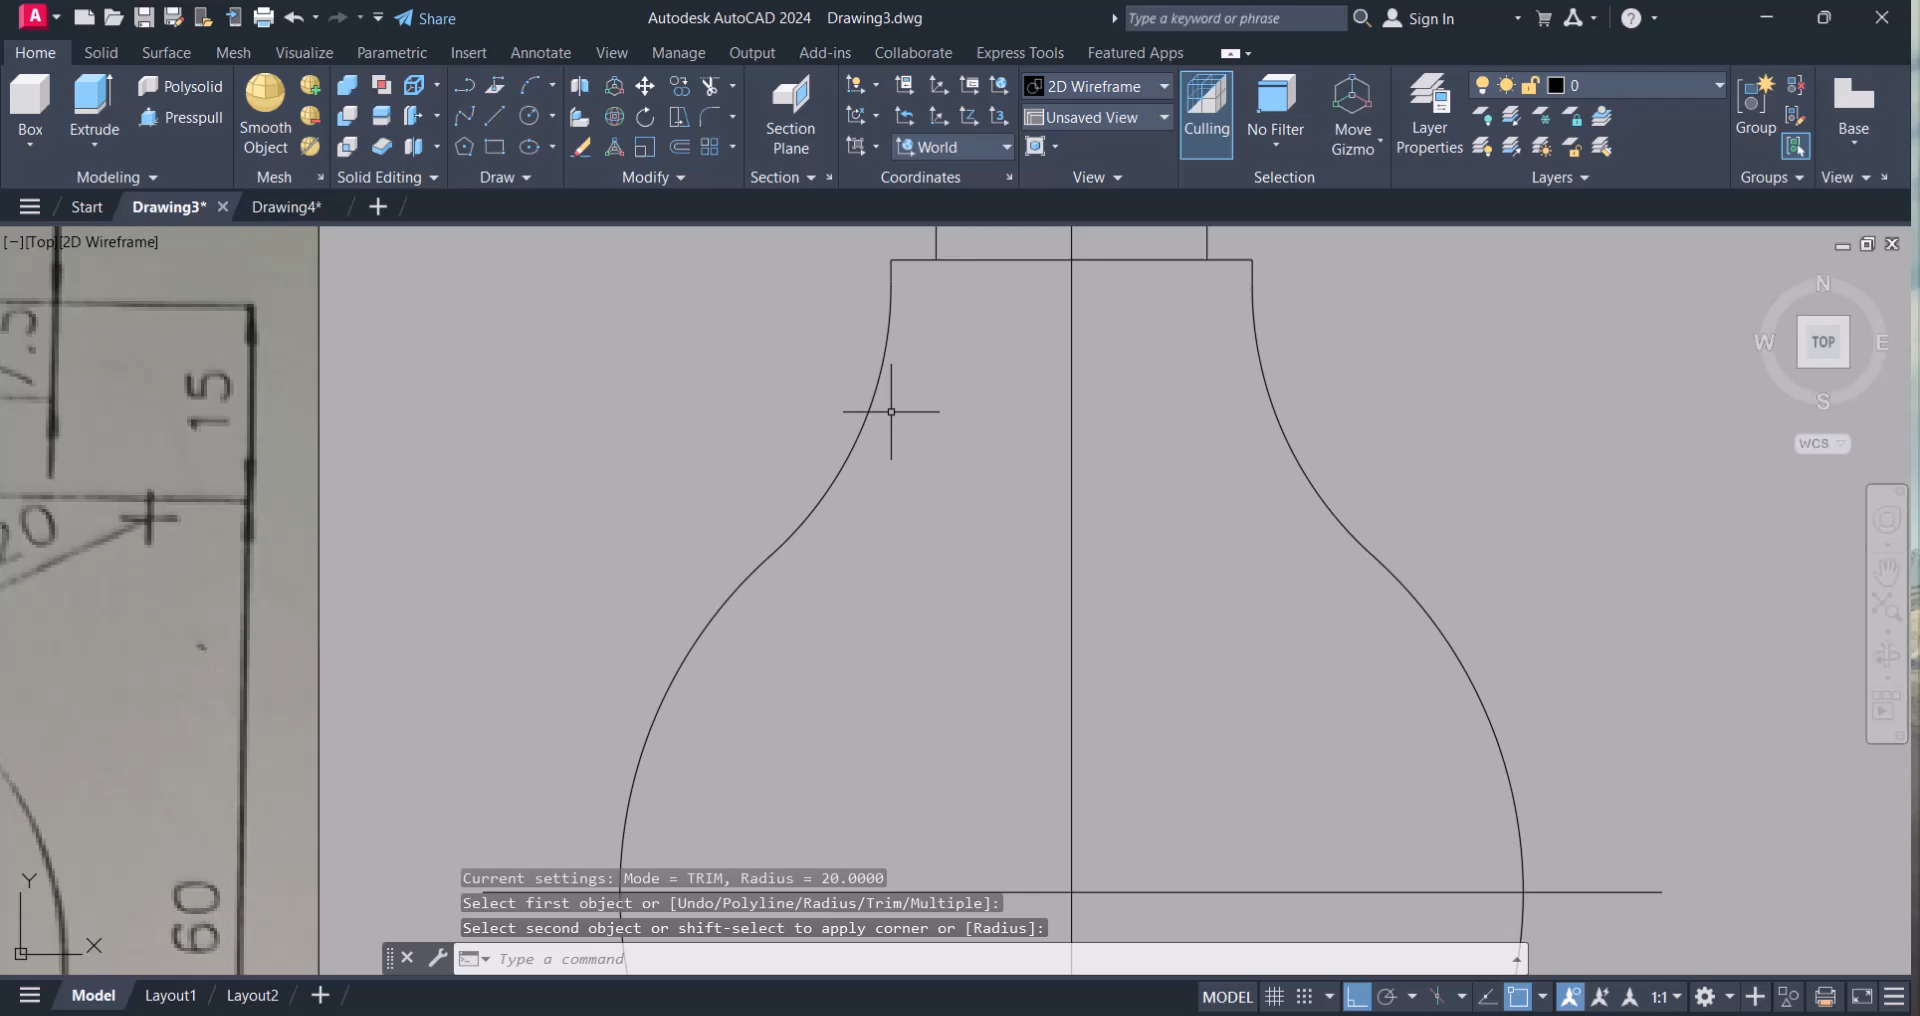 Share
Autodesk AutoCAD 2024 Drawing3.dwg
Type a keyword or phrase
Sign In
Home Solid Surface Mesh Visualize Parametric Insert Annotate View Manage Output Add-ins Collaborate Express Tools Featured Apps
Box
Extrude
Polysolid
Presspull
Smooth Object
Section Plane
World
2D Wireframe
Unsaved View
Culling
No Filter
Move Gizmo
Layer Properties
0
Group
Base
Modeling Mesh Solid Editing Draw Modify Section Coordinates View Selection Layers Groups View
Start Drawing3* Drawing4*
[−][Top][2D Wireframe]
7.5
15
20
60
N
W TOP E
S
WCS
Y
X
Current settings: Mode = TRIM, Radius = 20.0000
Select first object or [Undo/Polyline/Radius/Trim/Multiple]:
Select second object or shift-select to apply corner or [Radius]:
Type a command
Model Layout1 Layout2
MODEL
1:1